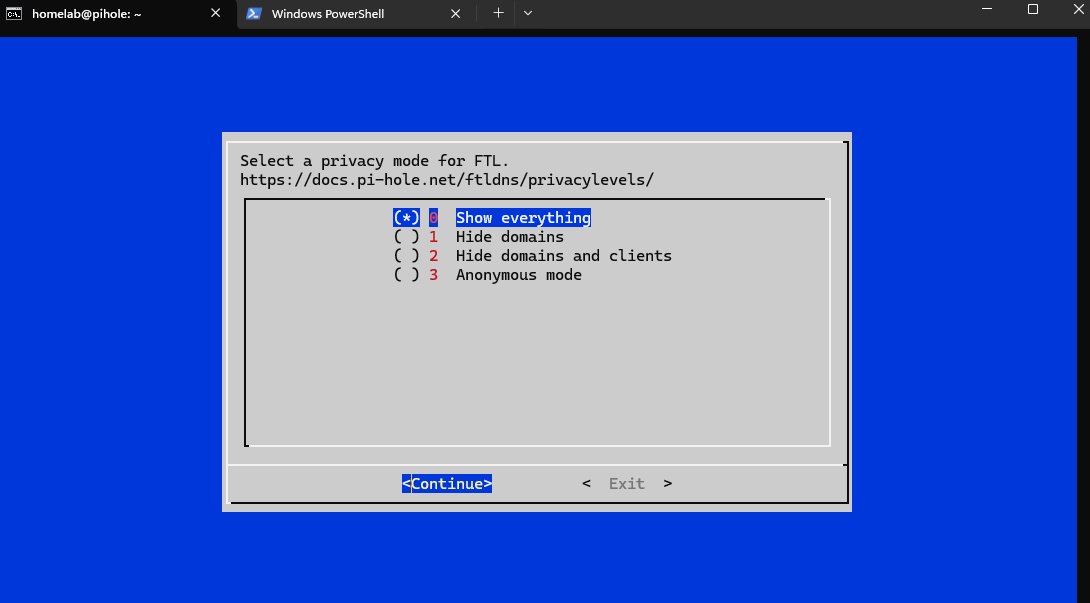 homelab@pihole: ~
Windows PowerShell
Select a privacy mode for FTL.
https://docs.pi-hole.net/ftldns/privacylevels/
(*) 0 Show everything
( ) 1 Hide domains
( ) 2 Hide domains and clients
( ) 3 Anonymous mode
<Continue> < Exit >